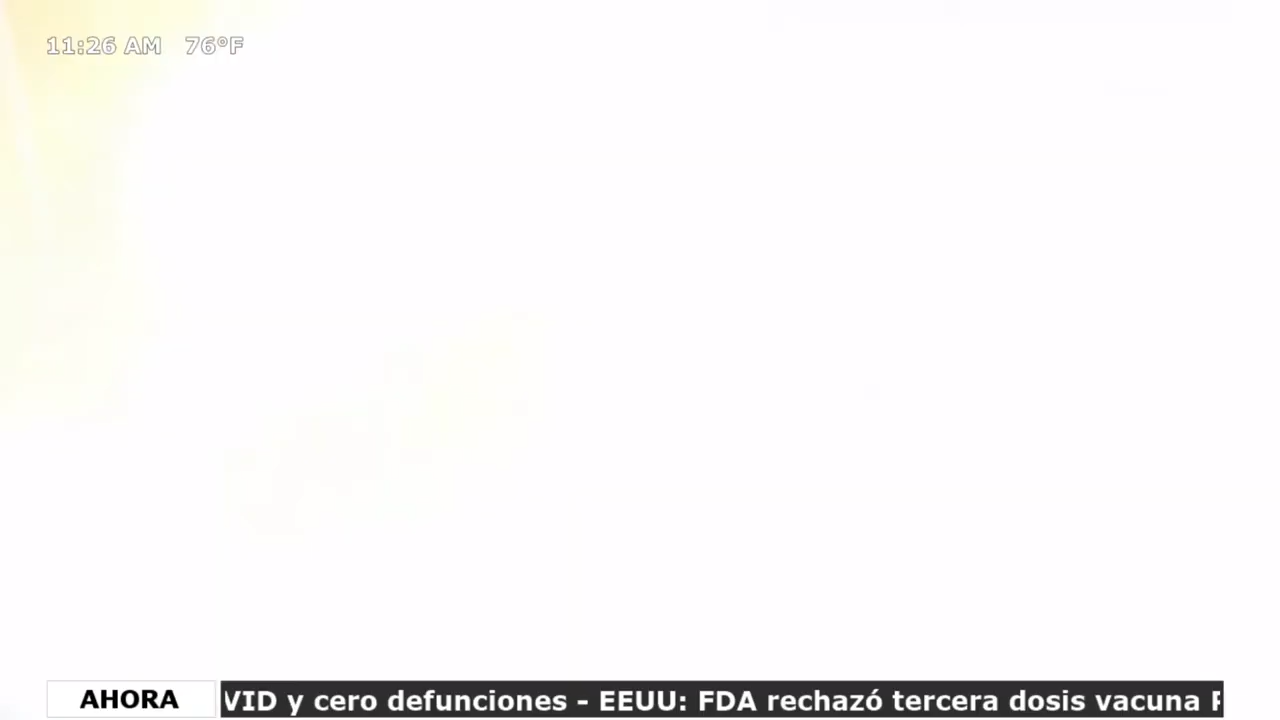 11:26 AM 76°F
AHORA VID y cero defunciones - EEUU: FDA rechazó tercera dosis vacuna